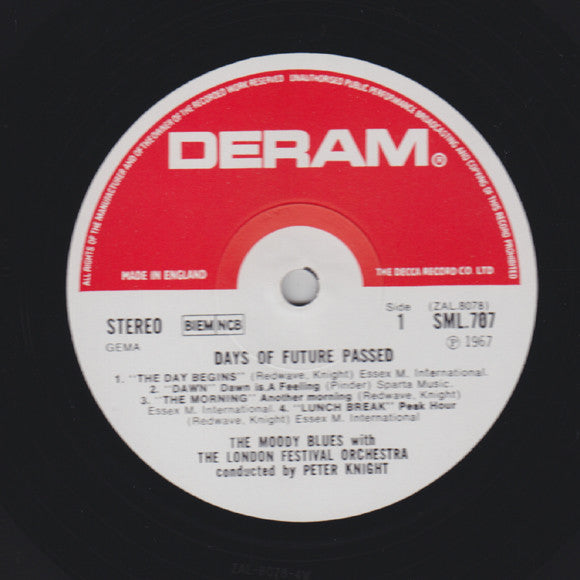 ALL RIGHTS OF THE MANUFACTURER AND OF THE OWNER OF THE RECORDED WORK RESERVED
UNAUTHORISED PUBLIC PERFORMANCE BROADCASTING AND COPYING OF THIS RECORD PROHIBITED
DERAM®
MADE IN ENGLAND
THE DECCA RECORD CO. LTD
STEREO
BIEM/NCB
GEMA
Side 1
(ZAL.8078)
SML.707
℗ 1967
DAYS OF FUTURE PASSED
1. "THE DAY BEGINS" (Redwave, Knight) Essex M. International.
2. "DAWN" Dawn is A Feeling (Pinder) Sparta Music.
3. "THE MORNING" Another morning (Redwave, Knight)
Essex M. International. 4. "LUNCH BREAK" Peak Hour
(Redwave, Knight) Essex M. International
THE MOODY BLUES with
THE LONDON FESTIVAL ORCHESTRA
conducted by PETER KNIGHT